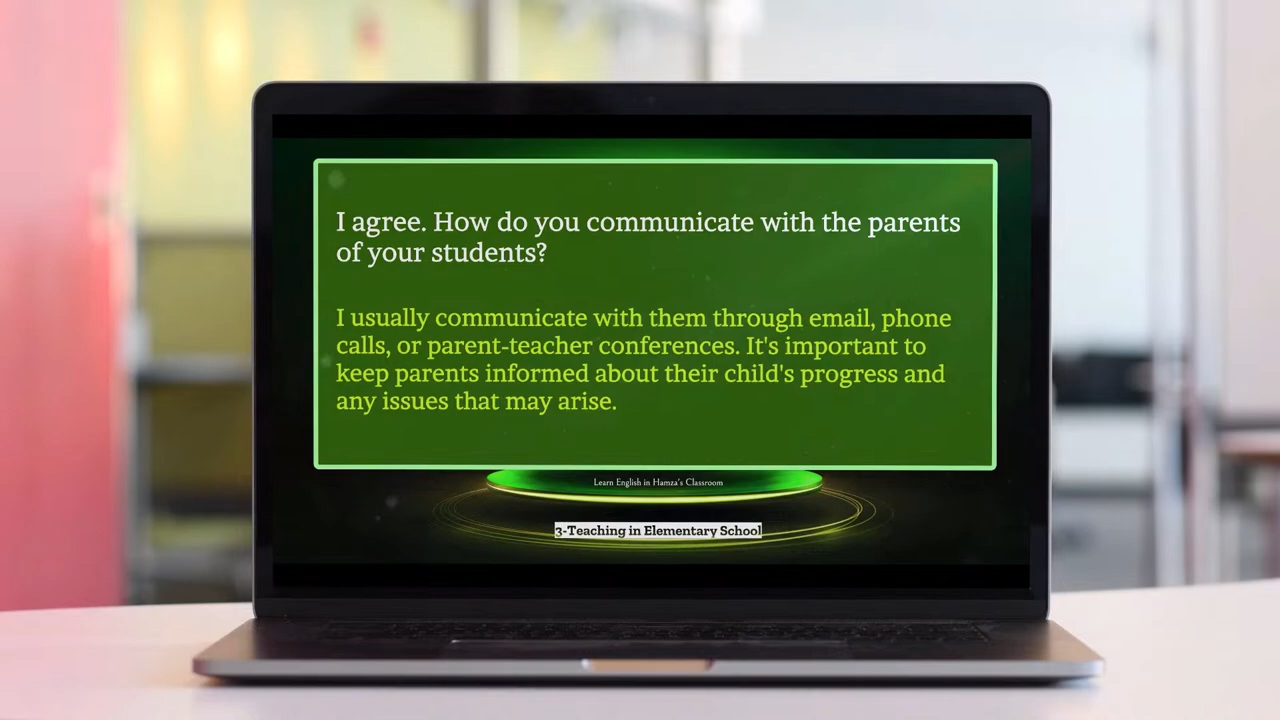 I agree. How do you communicate with the parents
of your students?
I usually communicate with them through email, phone
calls, or parent-teacher conferences. It's important to
keep parents informed about their child's progress and
any issues that may arise.
Learn English in Hamza's Classroom
3-Teaching in Elementary School